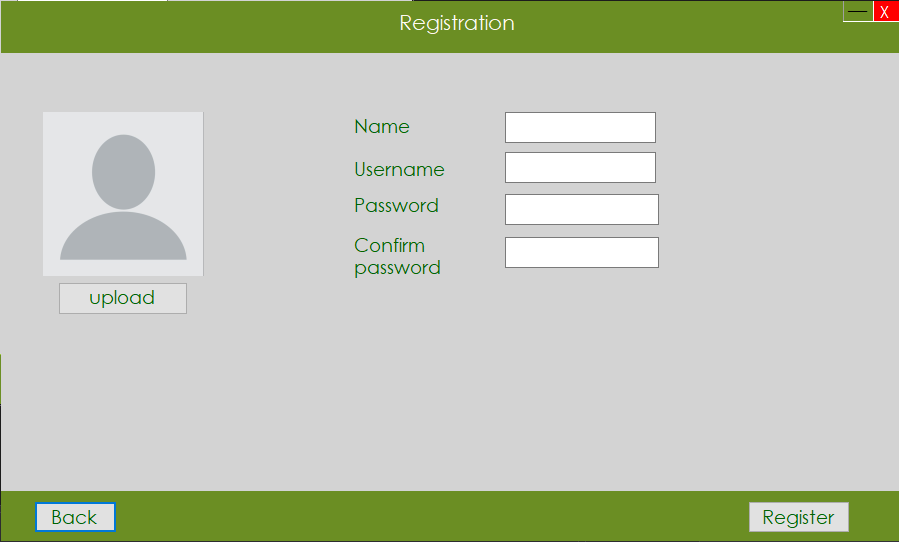 Registration
X
Name
Username
Password
Confirm
password
upload
Back
Register